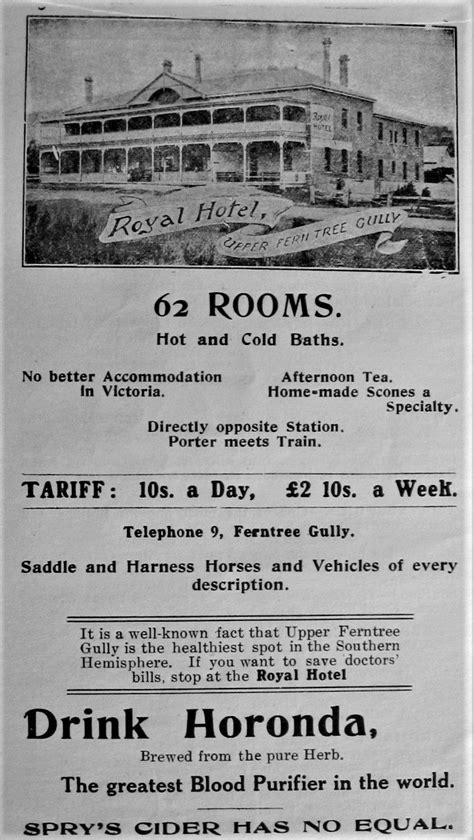 ROYAL HOTEL
Royal Hotel,
UPPER FERN TREE GULLY
62 ROOMS.
Hot and Cold Baths.
No better Accommodation
in Victoria.
Afternoon Tea.
Home-made Scones a
Specialty.
Directly opposite Station.
Porter meets Train.
TARIFF: 10s. a Day, £2 10s. a Week.
Telephone 9, Ferntree Gully.
Saddle and Harness Horses and Vehicles of every
description.
It is a well-known fact that Upper Ferntree
Gully is the healthiest spot in the Southern
Hemisphere. If you want to save doctors'
bills, stop at the Royal Hotel
Drink Horonda,
Brewed from the pure Herb.
The greatest Blood Purifier in the world.
SPRY'S CIDER HAS NO EQUAL.